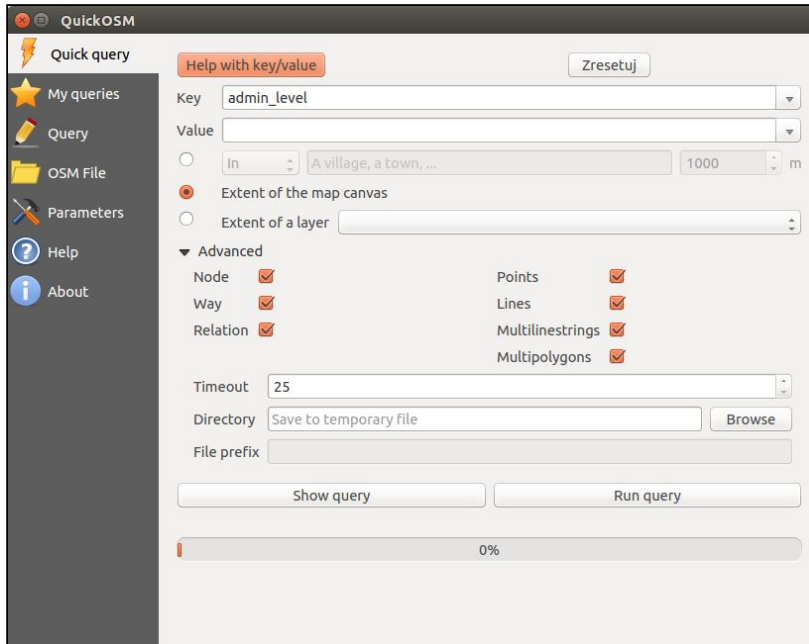 QuickOSM
Quick query
My queries
Query
OSM File
Parameters
Help
About
Help with key/value
Zresetuj
Key
admin_level
Value
In
A village, a town, ...
1000
m
Extent of the map canvas
Extent of a layer
Advanced
Node
Points
Way
Lines
Relation
Multilinestrings
Multipolygons
Timeout
25
Directory
Save to temporary file
Browse
File prefix
Show query
Run query
0%